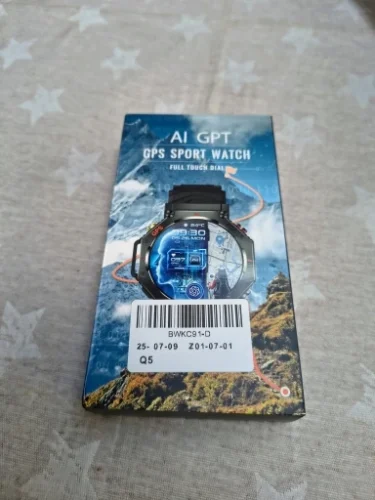 AI GPT
GPS SPORT WATCH
FULL TOUCH DIAL
BWKC91-D
25- 07-09 Z01-07-01
Q5